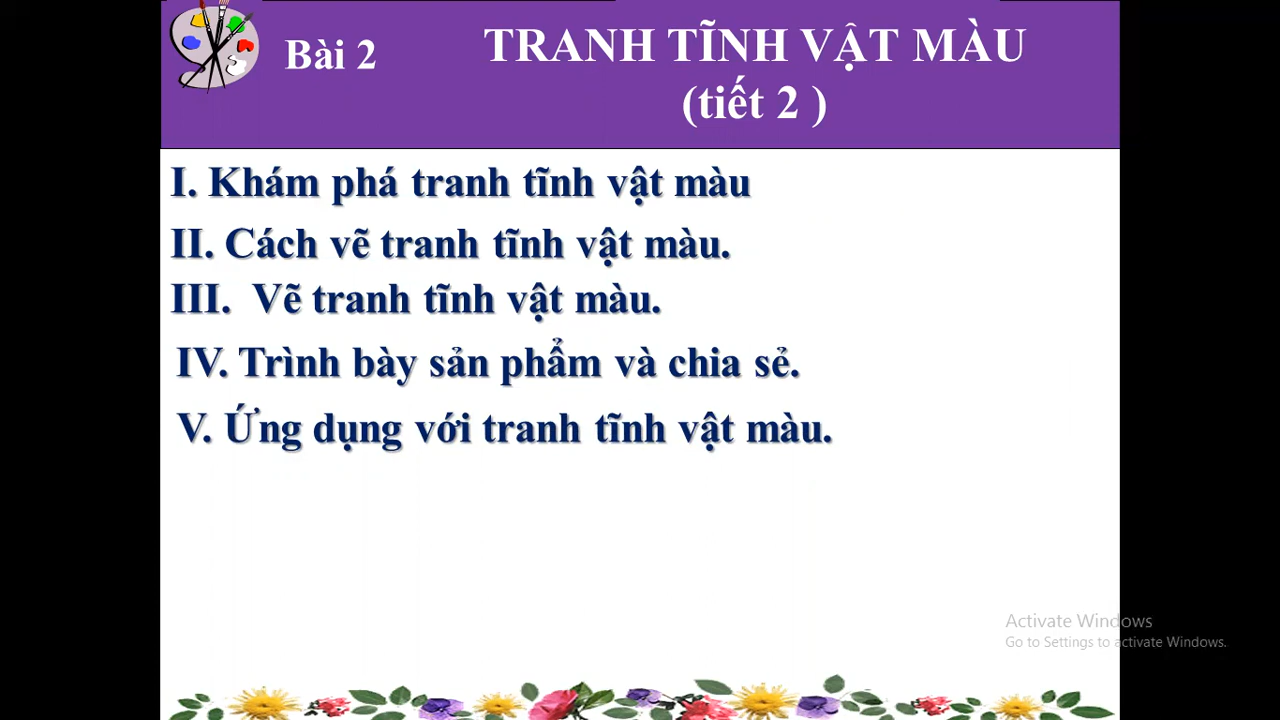 Bài 2
TRANH TĨNH VẬT MÀU
(tiết 2 )
I. Khám phá tranh tĩnh vật màu
II. Cách vẽ tranh tĩnh vật màu.
III. Vẽ tranh tĩnh vật màu.
IV. Trình bày sản phẩm và chia sẻ.
V. Ứng dụng với tranh tĩnh vật màu.
Activate Windows
Go to Settings to activate Windows.